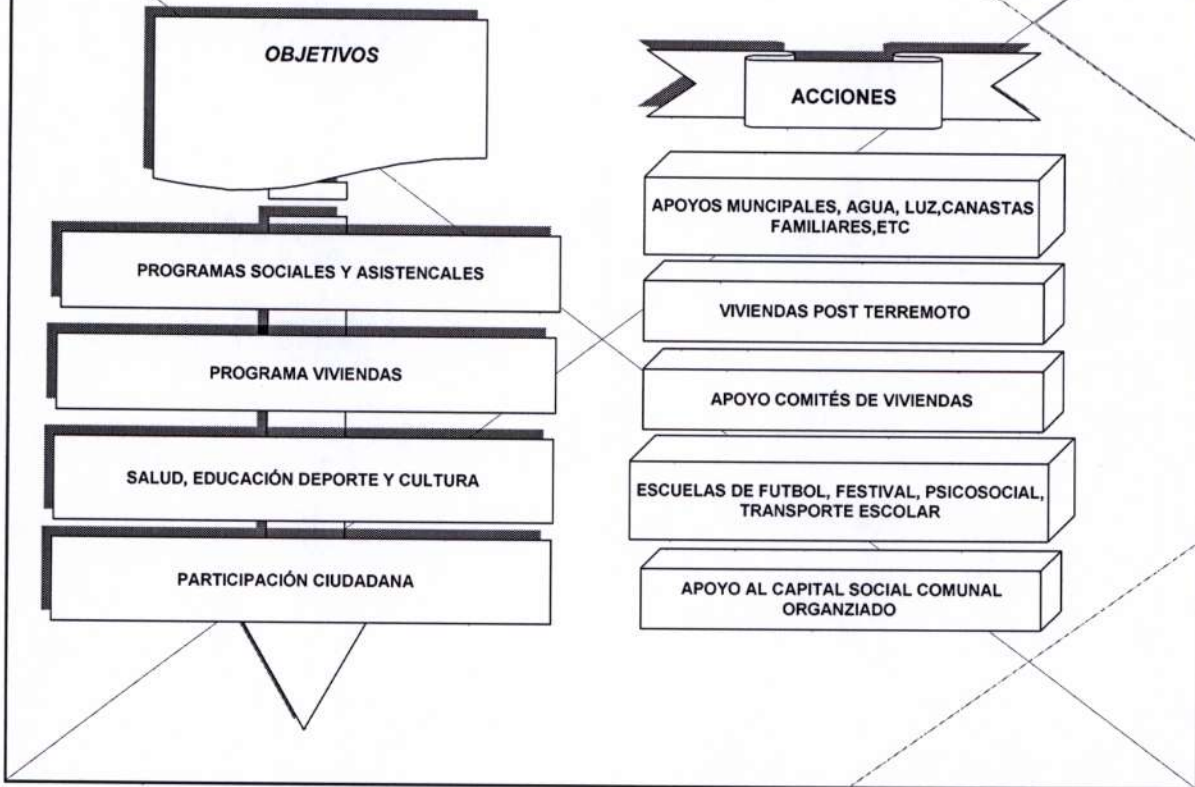 OBJETIVOS
PROGRAMAS SOCIALES Y ASISTENCALES
PROGRAMA VIVIENDAS
SALUD, EDUCACIÓN DEPORTE Y CULTURA
PARTICIPACIÓN CIUDADANA
ACCIONES
APOYOS MUNCIPALES, AGUA, LUZ,CANASTAS
FAMILIARES,ETC
VIVIENDAS POST TERREMOTO
APOYO COMITÉS DE VIVIENDAS
ESCUELAS DE FUTBOL, FESTIVAL, PSICOSOCIAL,
TRANSPORTE ESCOLAR
APOYO AL CAPITAL SOCIAL COMUNAL
ORGANZIADO